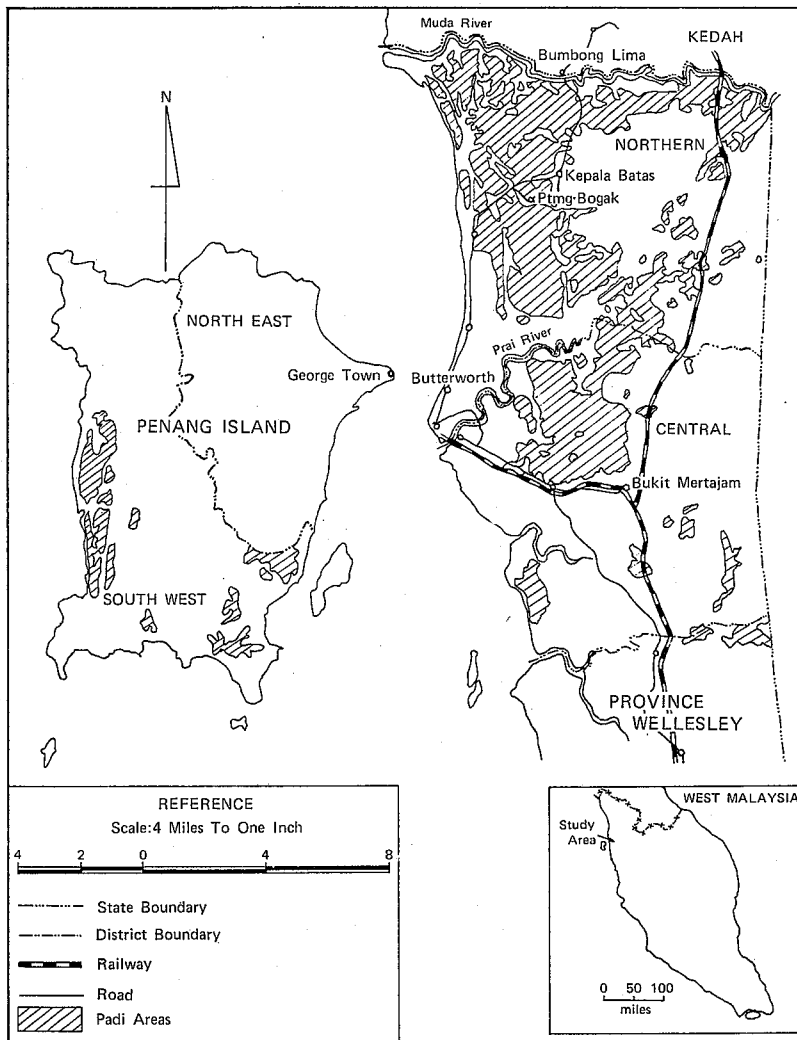 Muda River
Bumbong Lima
KEDAH
N
NORTHERN
Kepala Batas
Ptmg·Bogak
NORTH EAST
Prai River
George Town
Butterworth
PENANG ISLAND
CENTRAL
Bukit Mertajam
SOUTH WEST
PROVINCE
WELLESLEY
REFERENCE
Scale:4 Miles To One Inch
4 2 0 4 8
State Boundary
District Boundary
Railway
Road
Padi Areas
WEST MALAYSIA
Study
Area
0 50 100
miles